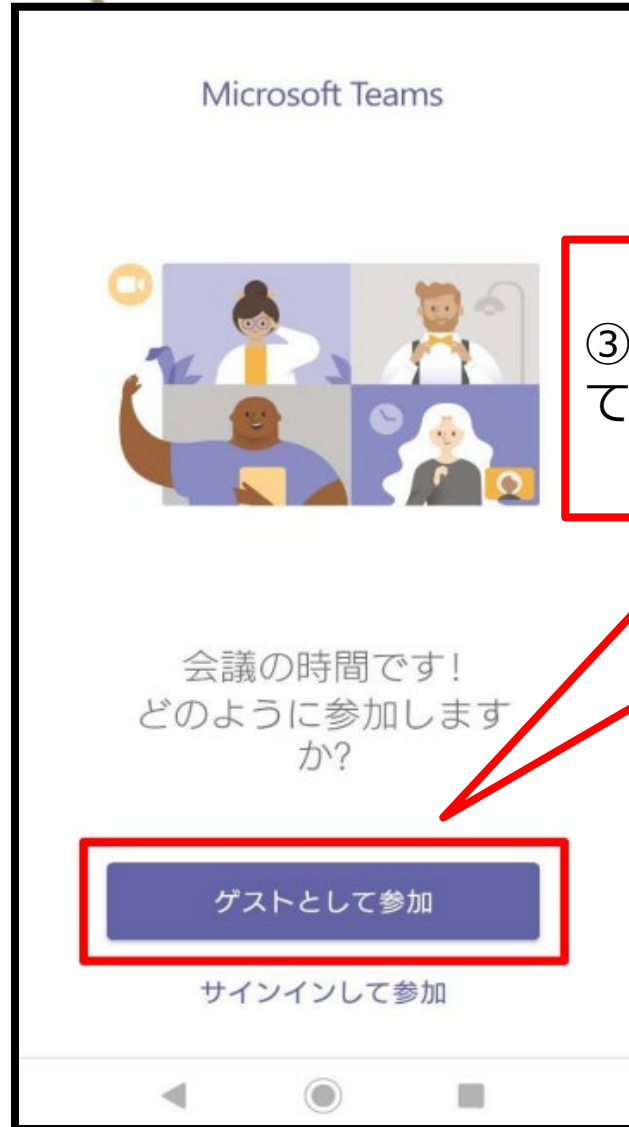 Microsoft Teams
③
て
会議の時間です!
どのように参加します
か?
ゲストとして参加
サインインして参加